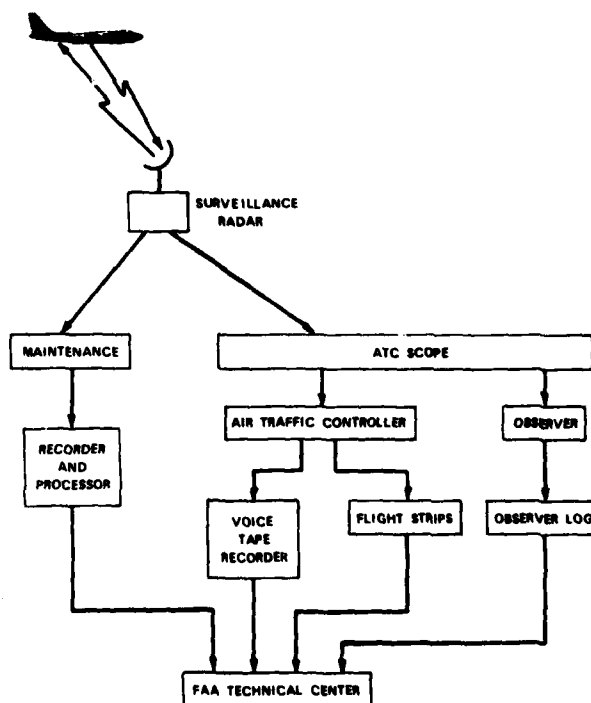 SURVEILLANCE
RADAR
MAINTENANCE
ATC SCOPE
AIR TRAFFIC CONTROLLER
OBSERVER
RECORDER
AND
PROCESSOR
VOICE
TAPE
RECORDER
FLIGHT STRIPS
OBSERVER LOG
FAA TECHNICAL CENTER